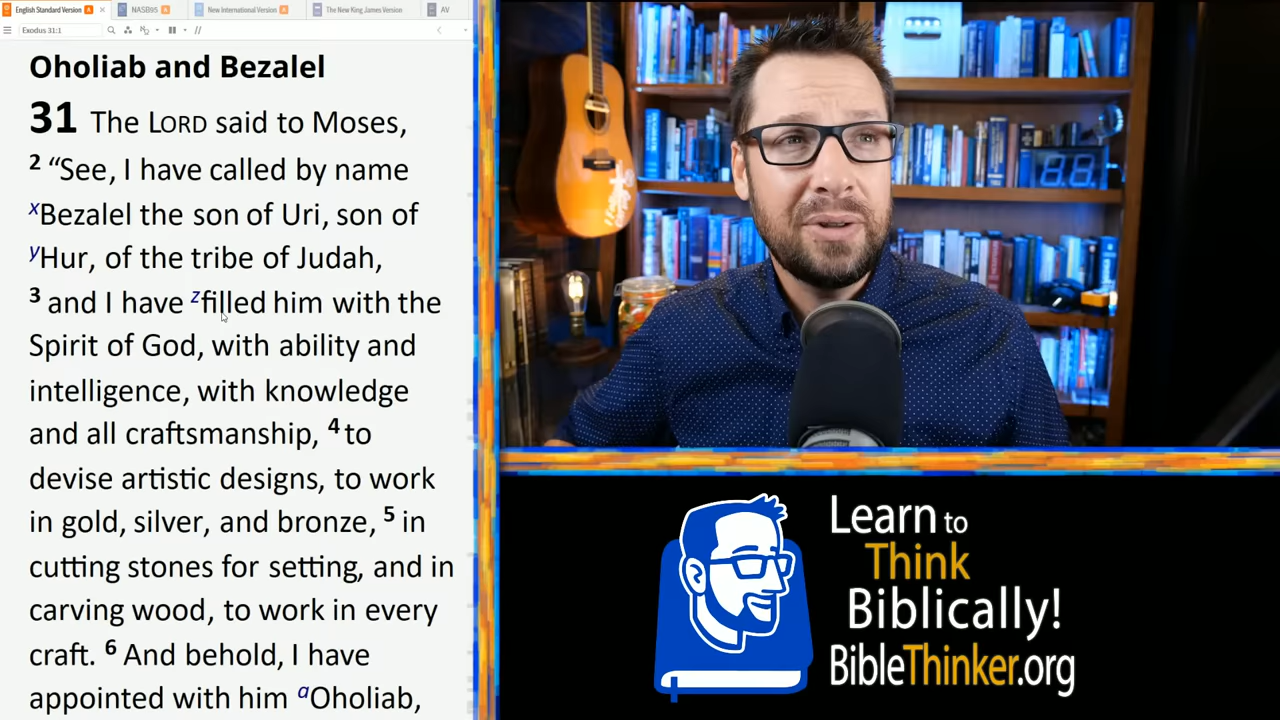 English Standard Version A
NASB95 A
New International Version A
The New King James Version
AV
Exodus 31:1
Oholiab and Bezalel
31 The LORD said to Moses,
2 “See, I have called by name
xBezalel the son of Uri, son of
yHur, of the tribe of Judah,
3 and I have zfilled him with the
Spirit of God, with ability and
intelligence, with knowledge
and all craftsmanship, 4 to
devise artistic designs, to work
in gold, silver, and bronze, 5 in
cutting stones for setting, and in
carving wood, to work in every
craft. 6 And behold, I have
appointed with him aOholiab,
Learn to
Think
Biblically!
BibleThinker.org